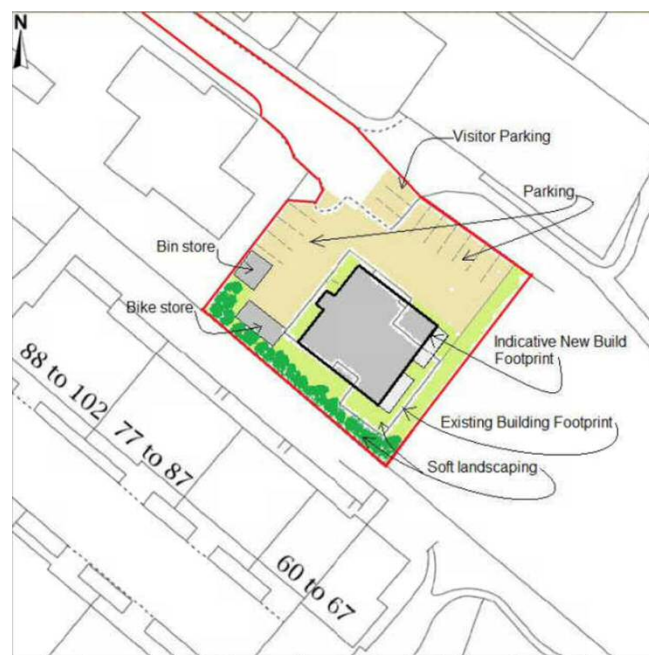 N
Visitor Parking
Parking
Bin store
Bike store
Indicative New Build
Footprint
88 to 102
77 to 87
Existing Building Footprint
Soft landscaping
60 to 67